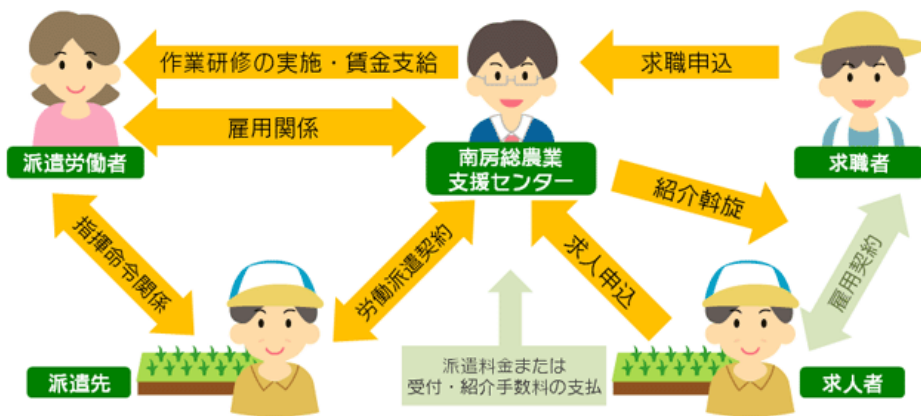 作業研修の実施・賃金支給
求職申込
雇用関係
派遣労働者
南房総農業
支援センター
求職者
紹介斡旋
指揮命令関係
労働派遣契約
求人申込
雇用契約
派遣先
派遣料金または
受付・紹介手数料の支払
求人者